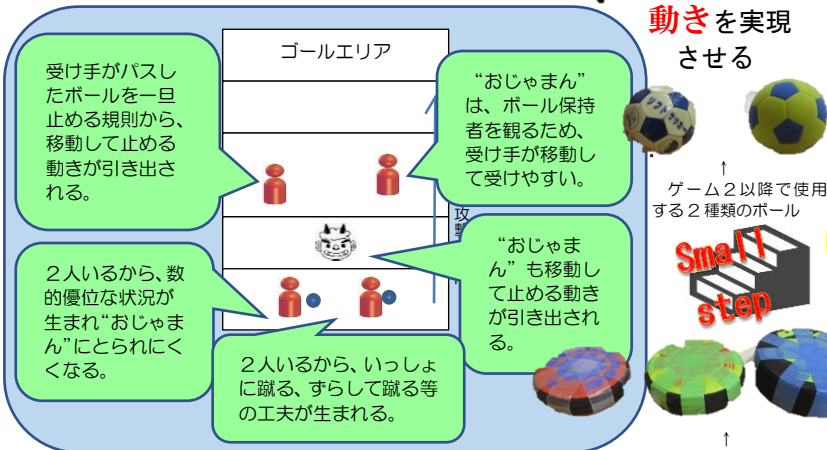 動きを実現
させる
ゴールエリア
受け手がパスし
たボールを一旦
止める規則から、
移動して止める
動きが引き出さ
れる。
“おじゃまん”
は、ボール保持
者を観るため、
受け手が移動し
て受けやすい。
↑
ゲーム２以降で使用
する２種類のボール
攻撃
“おじゃま
ん”も移動し
て止める動き
が引き出され
る。
Small
step
２人いるから、数
的優位な状況が
生まれ“おじゃま
ん”にとられにく
くなる。
２人いるから、いっしょ
に蹴る、ずらして蹴る等
の工夫が生まれる。
↑